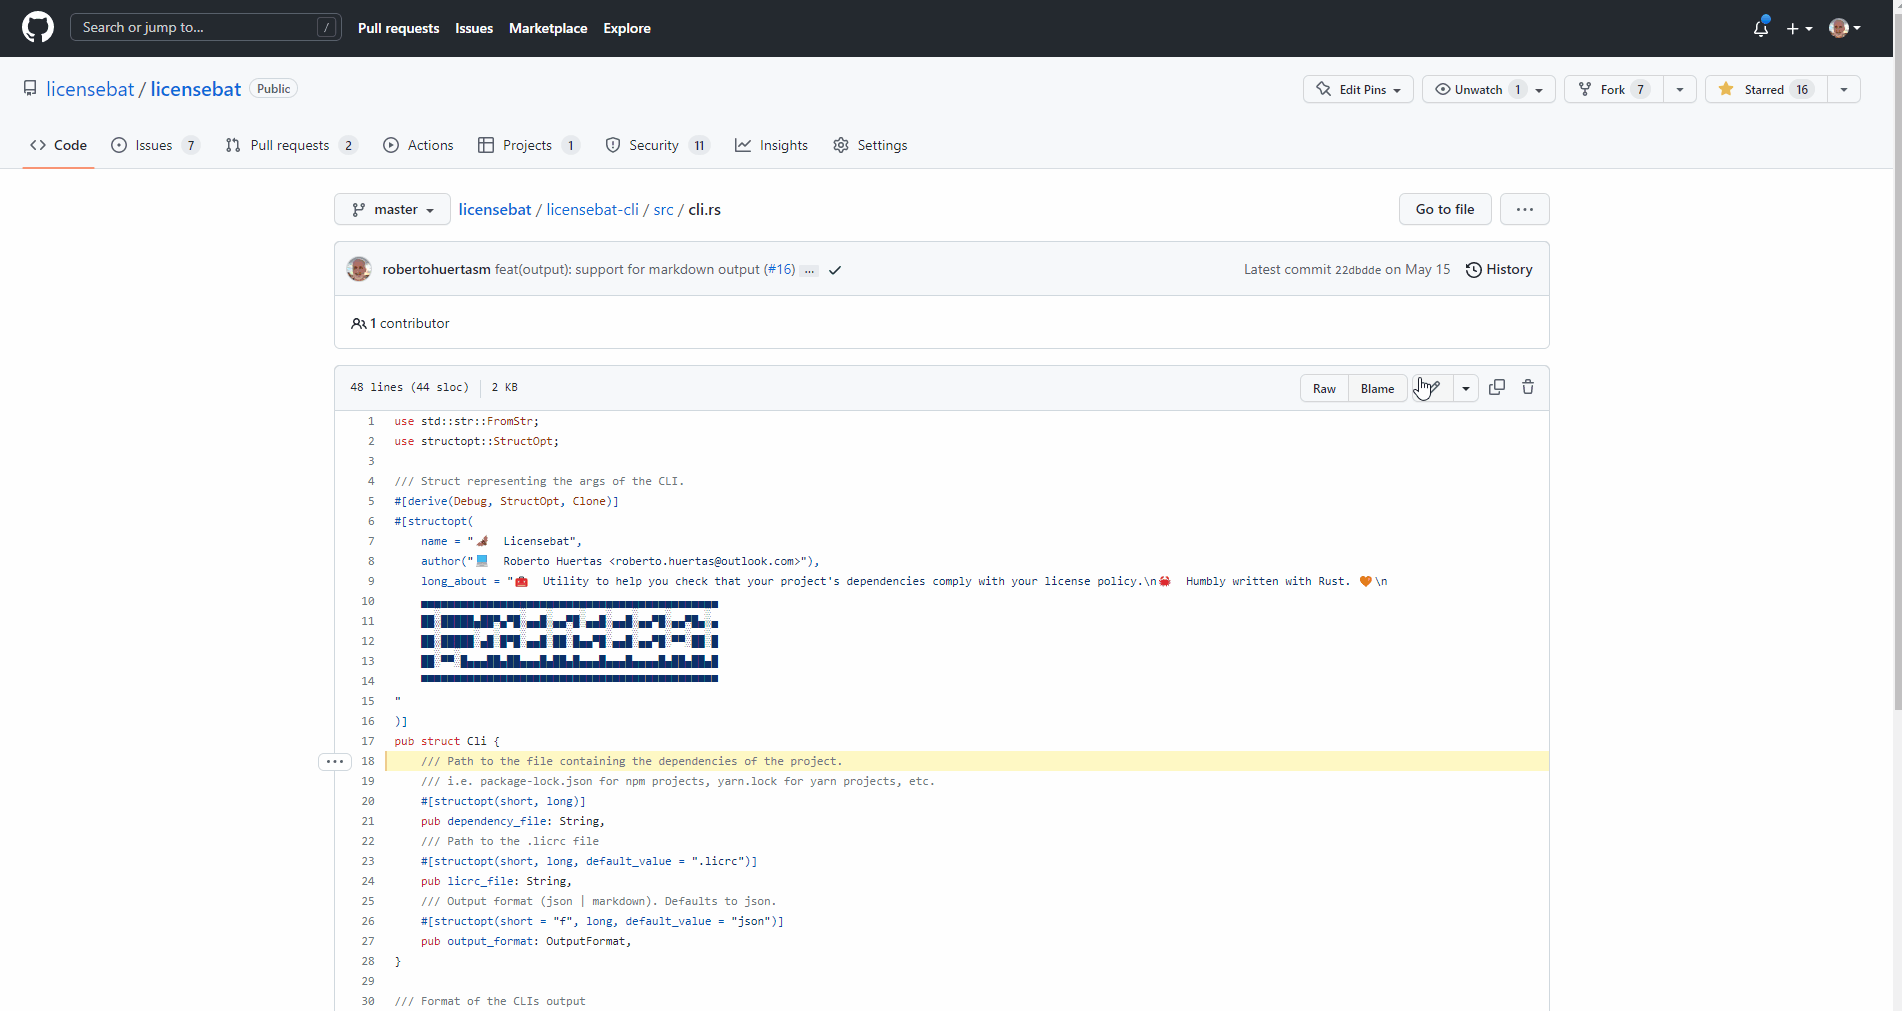 Search or jump to... /
Pull requests Issues Marketplace Explore
licensebat / licensebat Public
Edit Pins Unwatch 1 Fork 7 Starred 16
Code Issues 7 Pull requests 2 Actions Projects 1 Security 11 Insights Settings
master licensebat / licensebat-cli / src / cli.rs
Go to file ...
robertohuertasm feat(output): support for markdown output (#16) ...
Latest commit 22dbdde on May 15 History
1 contributor
48 lines (44 sloc) 2 KB
Raw Blame
1 use std::str::FromStr;
2 use structopt::StructOpt;
3
4 /// Struct representing the args of the CLI.
5 #[derive(Debug, StructOpt, Clone)]
6 #[structopt(
7 name = "🦇 Licensebat",
8 author("💻 Roberto Huertas <roberto.huertas@outlook.com>"),
9 long_about = "🧰 Utility to help you check that your project's dependencies comply with your license policy.\n🦀 Humbly written with Rust. 🧡 \n
10
11
12
13
14
15 "
16 )]
17 pub struct Cli {
18 /// Path to the file containing the dependencies of the project.
19 /// i.e. package-lock.json for npm projects, yarn.lock for yarn projects, etc.
20 #[structopt(short, long)]
21 pub dependency_file: String,
22 /// Path to the .licrc file
23 #[structopt(short, long, default_value = ".licrc")]
24 pub licrc_file: String,
25 /// Output format (json | markdown). Defaults to json.
26 #[structopt(short = "f", long, default_value = "json")]
27 pub output_format: OutputFormat,
28 }
29
30 /// Format of the CLIs output